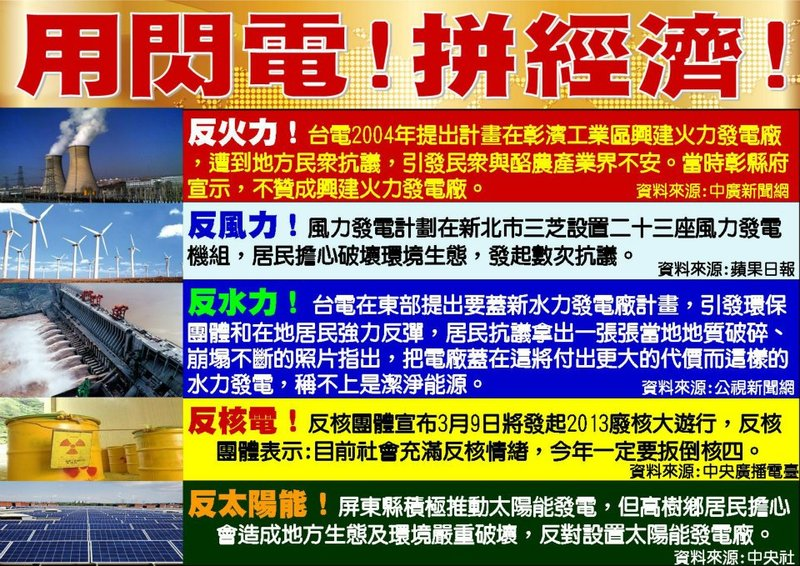 用閃電!拼經濟!
反火力!台電2004年提出計畫在彰濱工業區興建火力發電廠
,遭到地方民衆抗議,引發民衆與酪農產業界不安。當時彰縣府
宣示,不贊成興建火力發電廠。
資料來源:中廣新聞網
反風力!風力發電計劃在新北市三芝設置二十三座風力發電
機組,居民擔心破壞環境生態,發起數次抗議。
資料來源:蘋果日報
反水力!台電在東部提出要蓋新水力發電廠計畫,引發環保
團體和在地居民強力反彈,居民抗議拿出一張張當地地質破碎、
崩塌不斷的照片指出,把電廠蓋在這將付出更大的代價而這樣的
水力發電,稱不上是潔淨能源。
資料來源:公視新聞網
反核電!反核團體宣布3月9日將發起2013廢核大遊行,反核
團體表示:目前社會充滿反核情緒,今年一定要扳倒核四。
資料來源:中央廣播電臺
反太陽能!屏東縣積極推動太陽能發電,但高樹鄉居民擔心
會造成地方生態及環境嚴重破壞,反對設置太陽能發電廠。
資料來源:中央社